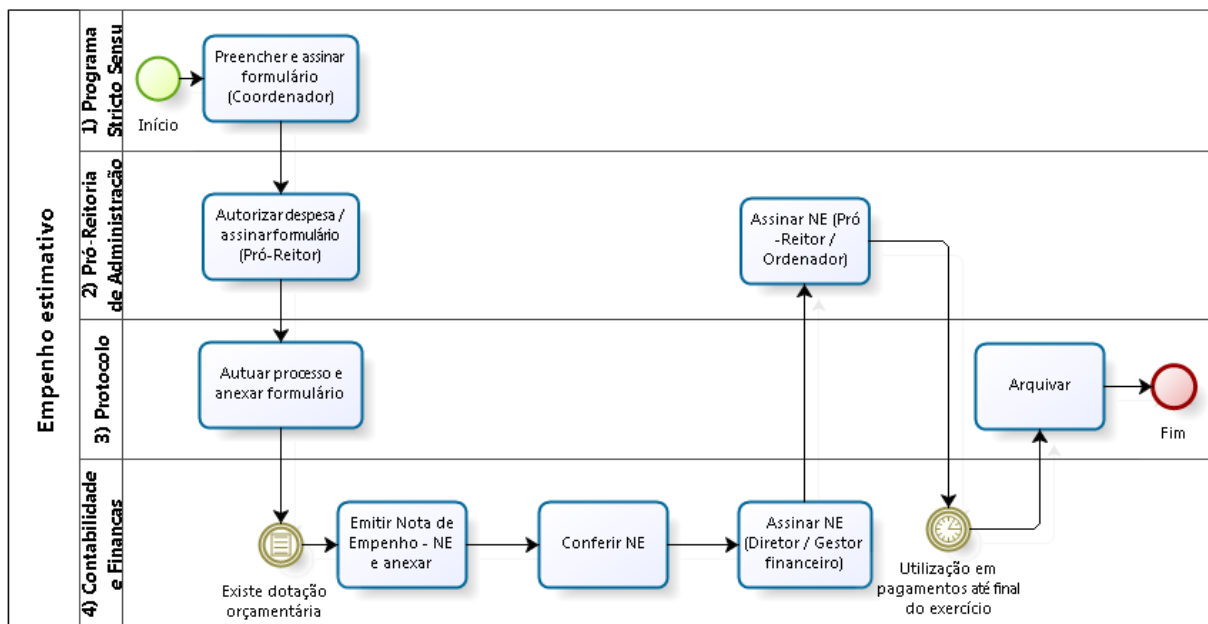 Empenho estimativo
1) Programa
Stricto Sensu
Início
Preencher e assinar
formulário
(Coordenador)
2) Pró-Reitoria
de Administração
Autorizar despesa /
assinar formulário
(Pró-Reitor)
Assinar NE (Pró
-Reitor /
Ordenador)
3) Protocolo
Autuar processo e
anexar formulário
Arquivar
Fim
4) Contabilidade
e Finanças
Existe dotação
orçamentária
Emitir Nota de
Empenho - NE
e anexar
Conferir NE
Assinar NE
(Diretor / Gestor
financeiro)
Utilização em
pagamentos até final
do exercício